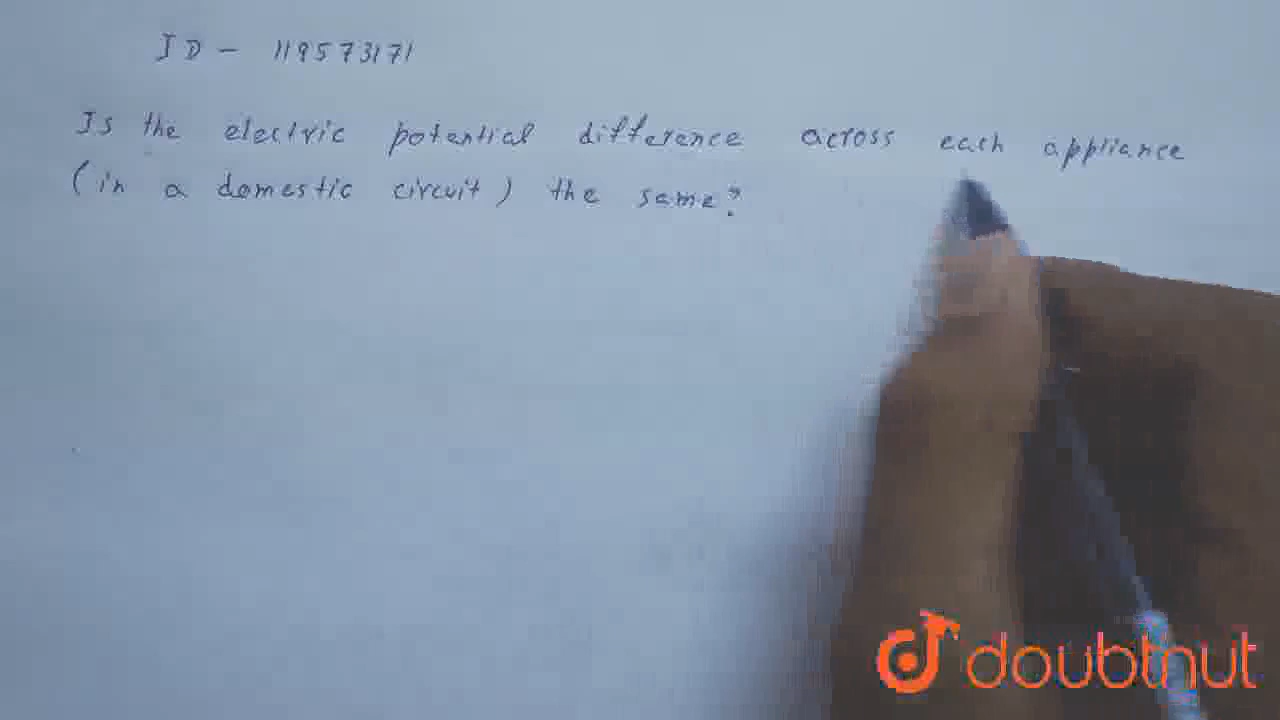 ID - 119573171
Is the electric potential difference across each appliance
(in a domestic circuit) the same?
doubtnut